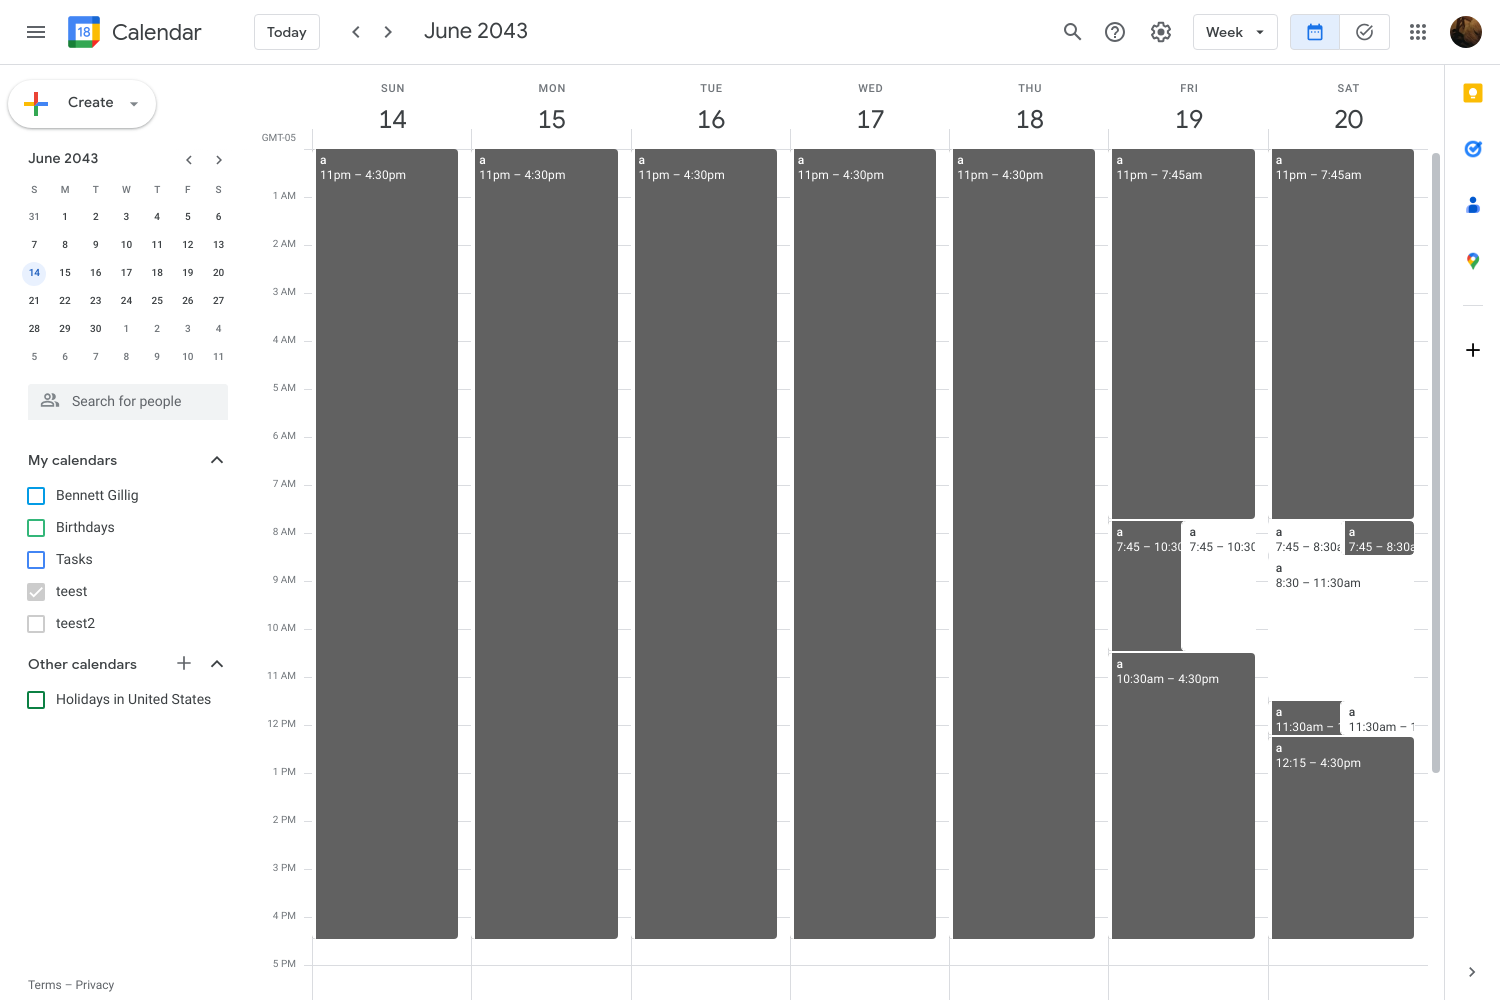 18 Calendar
Today
June 2043
Week
Create
SUN MON TUE WED THU FRI SAT
14 15 16 17 18 19 20
GMT-05
June 2043
S M T W T F S
31 1 2 3 4 5 6
7 8 9 10 11 12 13
14 15 16 17 18 19 20
21 22 23 24 25 26 27
28 29 30 1 2 3 4
5 6 7 8 9 10 11
Search for people
My calendars
Bennett Gillig
Birthdays
Tasks
teest
teest2
Other calendars
Holidays in United States
Terms – Privacy
1 AM
2 AM
3 AM
4 AM
5 AM
6 AM
7 AM
8 AM
9 AM
10 AM
11 AM
12 PM
1 PM
2 PM
3 PM
4 PM
5 PM
a
11pm – 4:30pm
a
11pm – 4:30pm
a
11pm – 4:30pm
a
11pm – 4:30pm
a
11pm – 4:30pm
a
11pm – 7:45am
a
7:45 – 10:30
a
7:45 – 10:30
a
10:30am – 4:30pm
a
11pm – 7:45am
a
7:45 – 8:30a
a
7:45 – 8:30a
a
8:30 – 11:30am
a
11:30am – 1
a
11:30am – 1
a
12:15 – 4:30pm